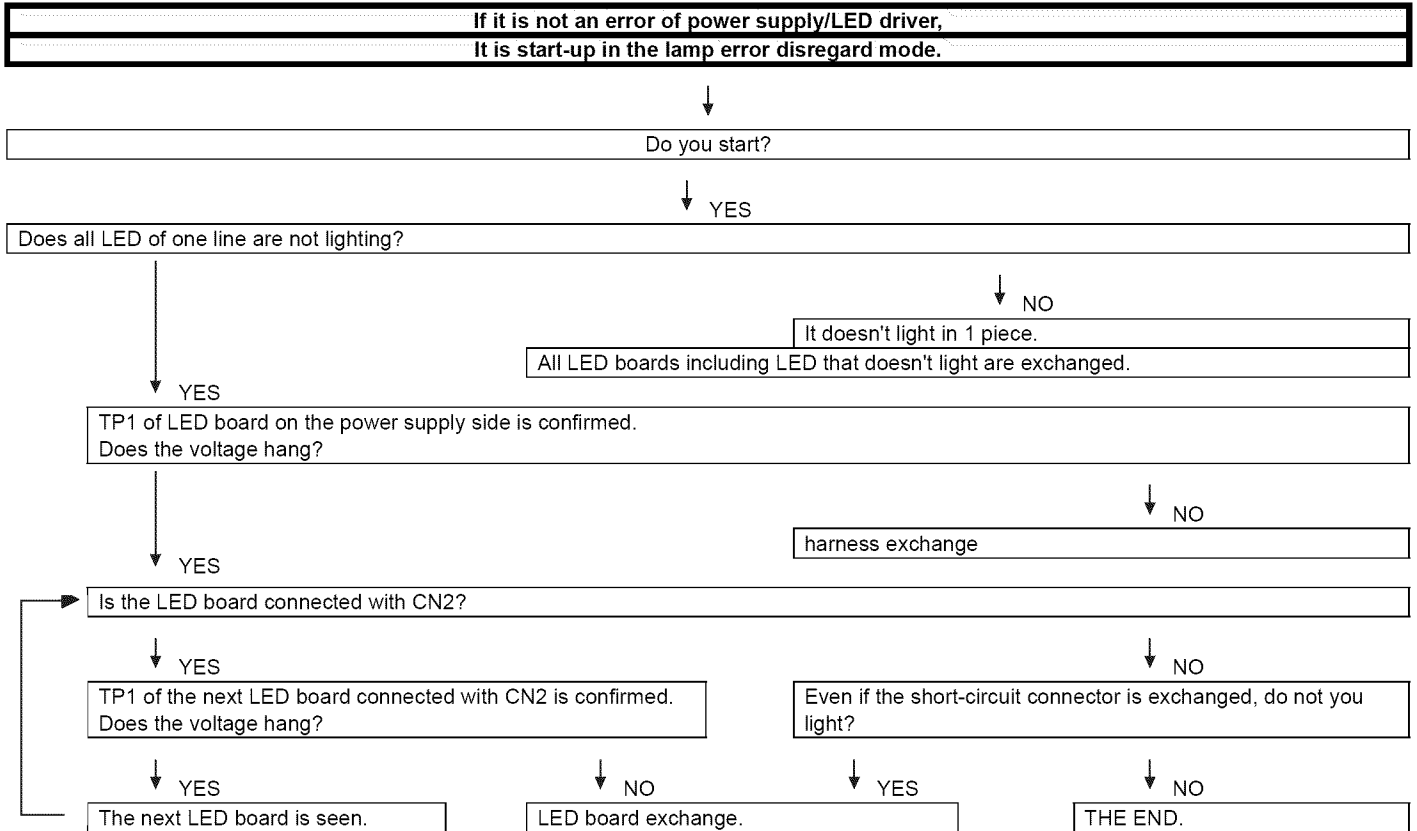 If it is not an error of power supply/LED driver,
It is start-up in the lamp error disregard mode.
Do you start?
YES
Does all LED of one line are not lighting?
NO
It doesn't light in 1 piece.
All LED boards including LED that doesn't light are exchanged.
YES
TP1 of LED board on the power supply side is confirmed.
Does the voltage hang?
NO
harness exchange
YES
Is the LED board connected with CN2?
YES
NO
TP1 of the next LED board connected with CN2 is confirmed.
Does the voltage hang?
Even if the short-circuit connector is exchanged, do not you
light?
YES
NO
YES
NO
The next LED board is seen.
LED board exchange.
THE END.